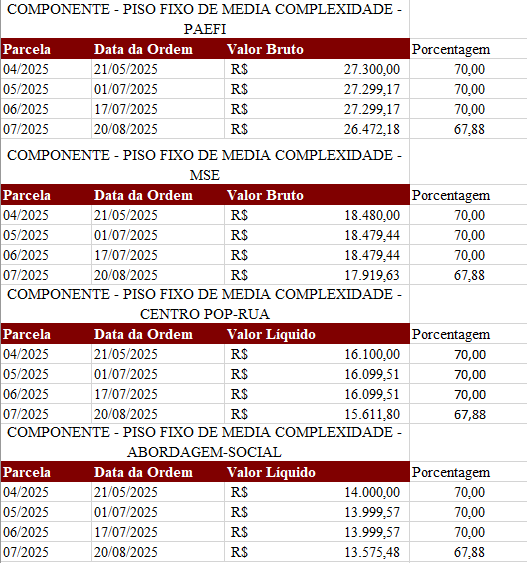 COMPONENTE - PISO FIXO DE MEDIA COMPLEXIDADE -
PAEFI
Parcela Data da Ordem Valor Bruto Porcentagem
04/2025 21/05/2025 R$ 27.300,00 70,00
05/2025 01/07/2025 R$ 27.299,17 70,00
06/2025 17/07/2025 R$ 27.299,17 70,00
07/2025 20/08/2025 R$ 26.472,18 67,88
COMPONENTE - PISO FIXO DE MEDIA COMPLEXIDADE -
MSE
Parcela Data da Ordem Valor Bruto Porcentagem
04/2025 21/05/2025 R$ 18.480,00 70,00
05/2025 01/07/2025 R$ 18.479,44 70,00
06/2025 17/07/2025 R$ 18.479,44 70,00
07/2025 20/08/2025 R$ 17.919,63 67,88
COMPONENTE - PISO FIXO DE MEDIA COMPLEXIDADE -
CENTRO POP-RUA
Parcela Data da Ordem Valor Líquido Porcentagem
04/2025 21/05/2025 R$ 16.100,00 70,00
05/2025 01/07/2025 R$ 16.099,51 70,00
06/2025 17/07/2025 R$ 16.099,51 70,00
07/2025 20/08/2025 R$ 15.611,80 67,88
COMPONENTE - PISO FIXO DE MEDIA COMPLEXIDADE -
ABORDAGEM-SOCIAL
Parcela Data da Ordem Valor Líquido Porcentagem
04/2025 21/05/2025 R$ 14.000,00 70,00
05/2025 01/07/2025 R$ 13.999,57 70,00
06/2025 17/07/2025 R$ 13.999,57 70,00
07/2025 20/08/2025 R$ 13.575,48 67,88